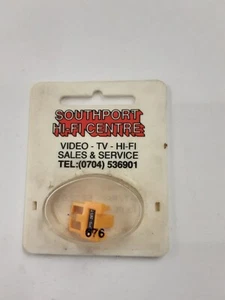 SOUTHPORT
HI-FI CENTRE
VIDEO - TV - HI-FI
SALES & SERVICE
TEL:(0704) 536901
676